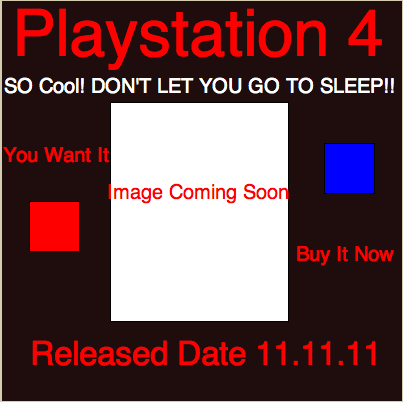 Playstation 4
SO Cool! DON'T LET YOU GO TO SLEEP!!
You Want It
Image Coming Soon
Buy It Now
Released Date 11.11.11